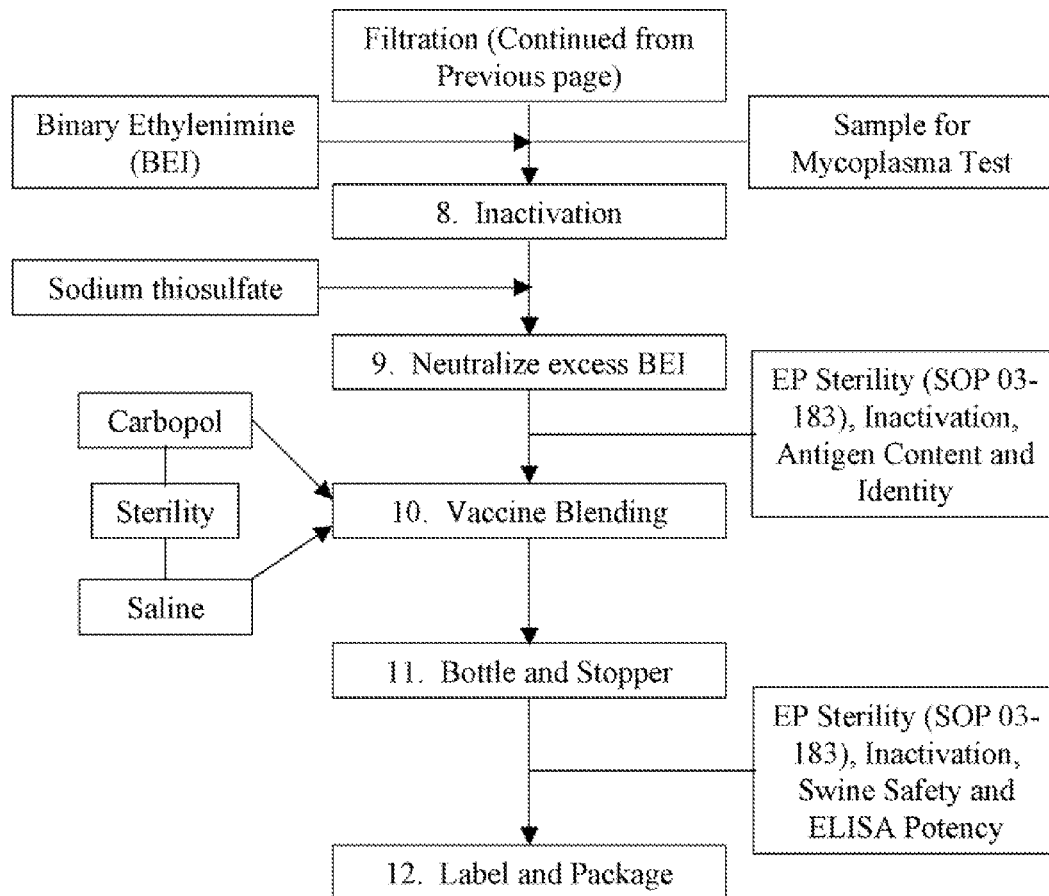 Filtration (Continued from
Previous page)
Binary Ethylenimine
(BEI)
Sample for
Mycoplasma Test
8. Inactivation
Sodium thiosulfate
9. Neutralize excess BEI
EP Sterility (SOP 03-
183), Inactivation,
Antigen Content and
Identity
Carbopol
Sterility
Saline
10. Vaccine Blending
11. Bottle and Stopper
EP Sterility (SOP 03-
183), Inactivation,
Swine Safety and
ELISA Potency
12. Label and Package